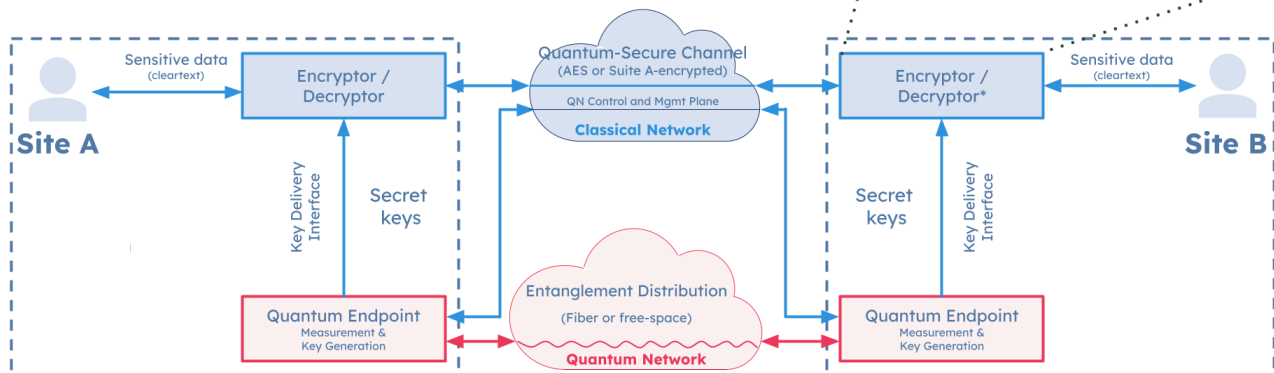 Sensitive data
(cleartext)
Site A
Encryptor /
Decryptor
Key Delivery
Interface
Secret
keys
Quantum Endpoint
Measurement &
Key Generation
Quantum-Secure Channel
(AES or Suite A-encrypted)
QN Control and Mgmt Plane
Classical Network
Entanglement Distribution
(Fiber or free-space)
Quantum Network
Encryptor /
Decryptor*
Sensitive data
(cleartext)
Site B
Secret
keys
Key Delivery
Interface
Quantum Endpoint
Measurement &
Key Generation